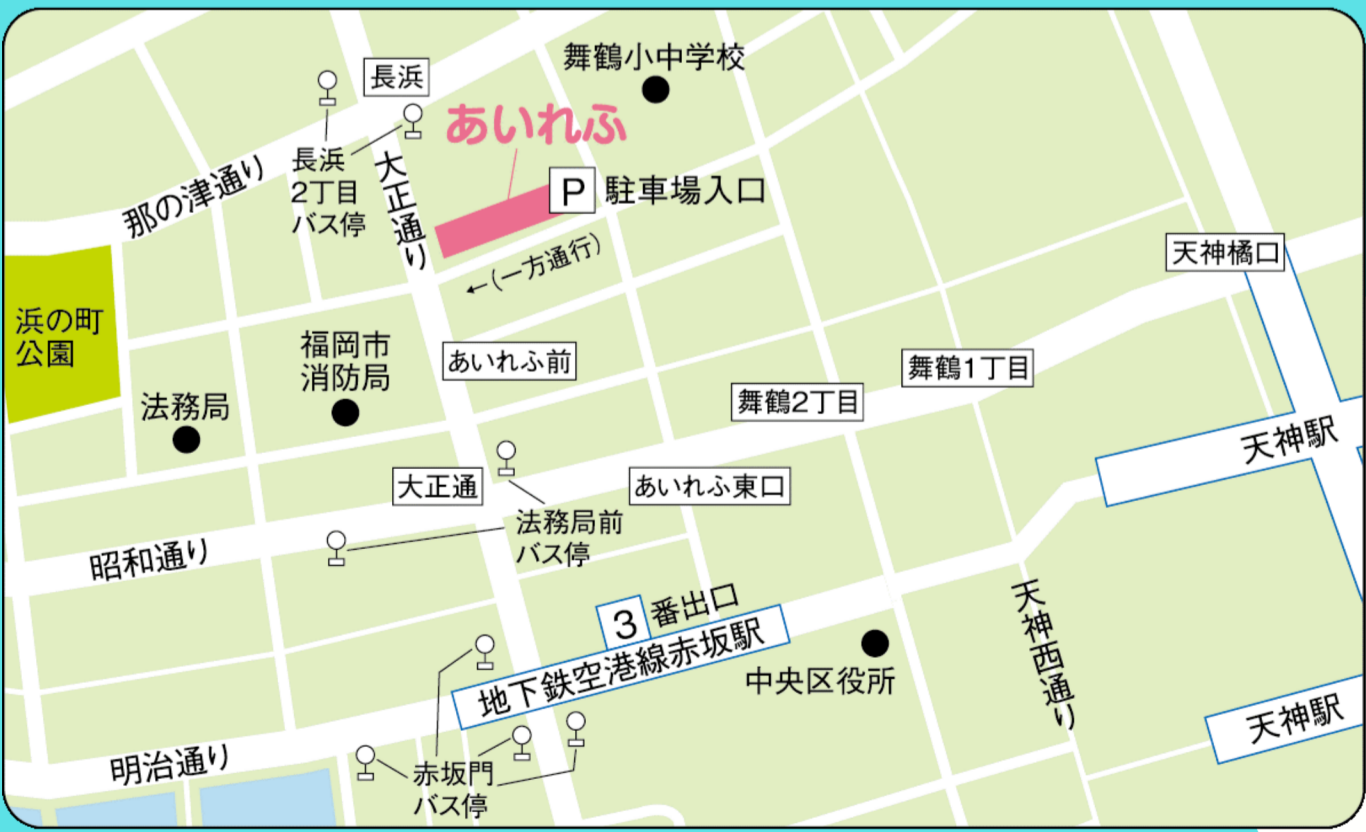 舞鶴小中学校
長浜
あいれふ
長浜
2丁目
バス停
大正通り
那の津通り
P 駐車場入口
←(一方通行)
天神橘口
浜の町
公園
福岡市
消防局
あいれふ前
舞鶴1丁目
舞鶴2丁目
法務局
天神駅
大正通
あいれふ東口
法務局前
バス停
昭和通り
3 番出口
地下鉄空港線赤坂駅
天神西通り
中央区役所
天神駅
明治通り
赤坂門
バス停